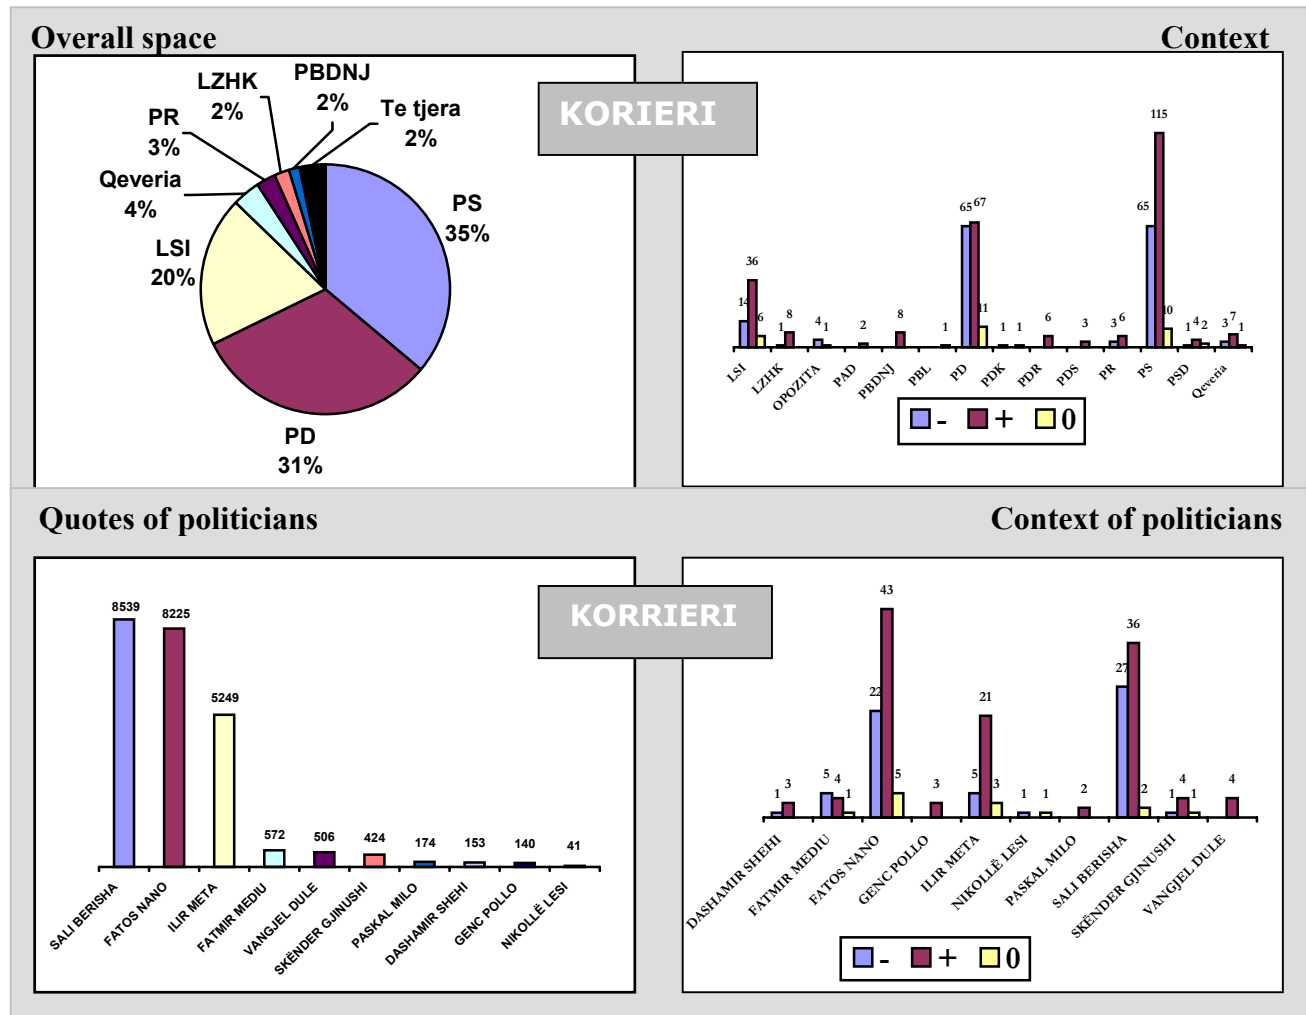 Overall space
Context
KORIERI
PBDNJ
2%
LZHK
2%
Te tjera
2%
PR
3%
Qeveria
4%
LSI
20%
PS
35%
PD
31%
14 36 6 1 8 4 1 2 8 1 65 67 11 1 1 6 3 3 6 65 115 10 1 4 2 3 7 1
LSI LZHK OPOZITA PAD PBDNJ PBL PD PDK PDR PDS PR PS PSD Qeveria
- + 0
Quotes of politicians
Context of politicians
KORRIERI
8539 8225 5249 572 506 424 174 153 140 41
SALI BERISHA FATOS NANO ILIR META FATMIR MEDIU VANGJEL DULE SKËNDER GJINUSHI PASKAL MILO DASHAMIR SHEHI GENC POLLO NIKOLLË LESI
1 3 5 4 1 22 43 5 3 5 21 3 1 1 2 27 36 2 1 4 1 4
DASHAMIR SHEHI FATMIR MEDIU FATOS NANO GENC POLLO ILIR META NIKOLLË LESI PASKAL MILO SALI BERISHA SKËNDER GJINUSHI VANGJEL DULE
- + 0